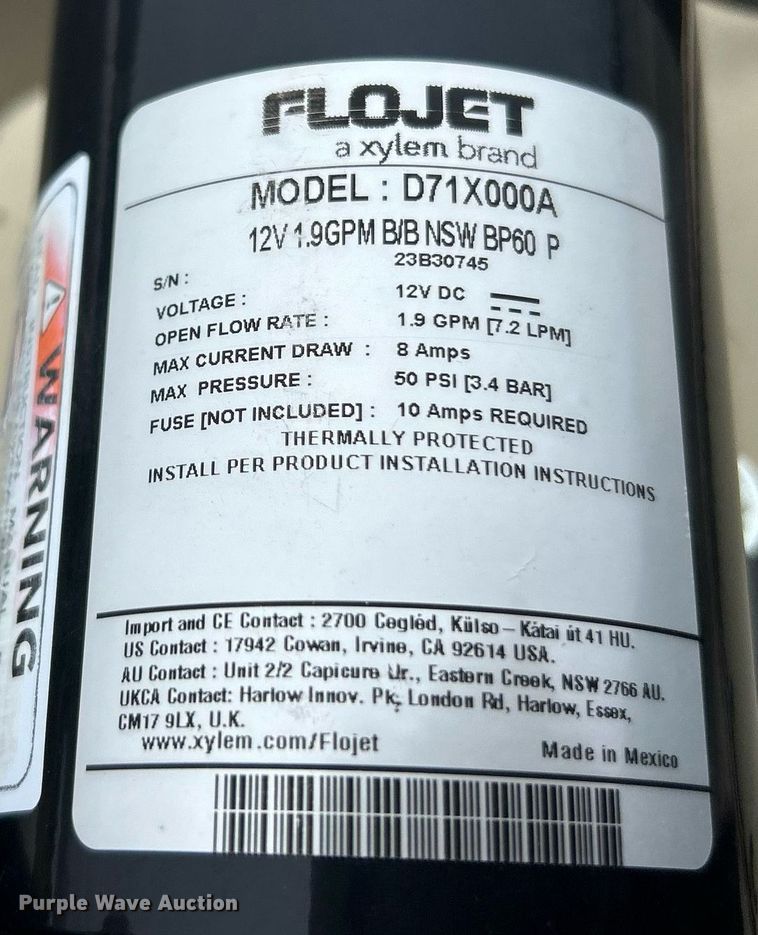 FLOJET
a xylem brand
MODEL : D71X000A
12V 1.9GPM B/B NSW BP60 P
S/N : 23B30745
VOLTAGE : 12V DC
OPEN FLOW RATE : 1.9 GPM [7.2 LPM]
MAX CURRENT DRAW : 8 Amps
MAX PRESSURE : 50 PSI [3.4 BAR]
FUSE [NOT INCLUDED] : 10 Amps REQUIRED
THERMALLY PROTECTED
INSTALL PER PRODUCT INSTALLATION INSTRUCTIONS
Import and CE Contact : 2700 Cegléd, Külso – Kátai út 41 HU.
US Contact : 17942 Cowan, Irvine, CA 92614 USA.
AU Contact : Unit 2/2 Capicure Dr., Eastern Creek, NSW 2766 AU.
UKCA Contact: Harlow Innov. Pk, London Rd, Harlow, Essex,
CM17 9LX, U.K.
www.xylem.com/Flojet
Made in Mexico
WARNING
Purple Wave Auction